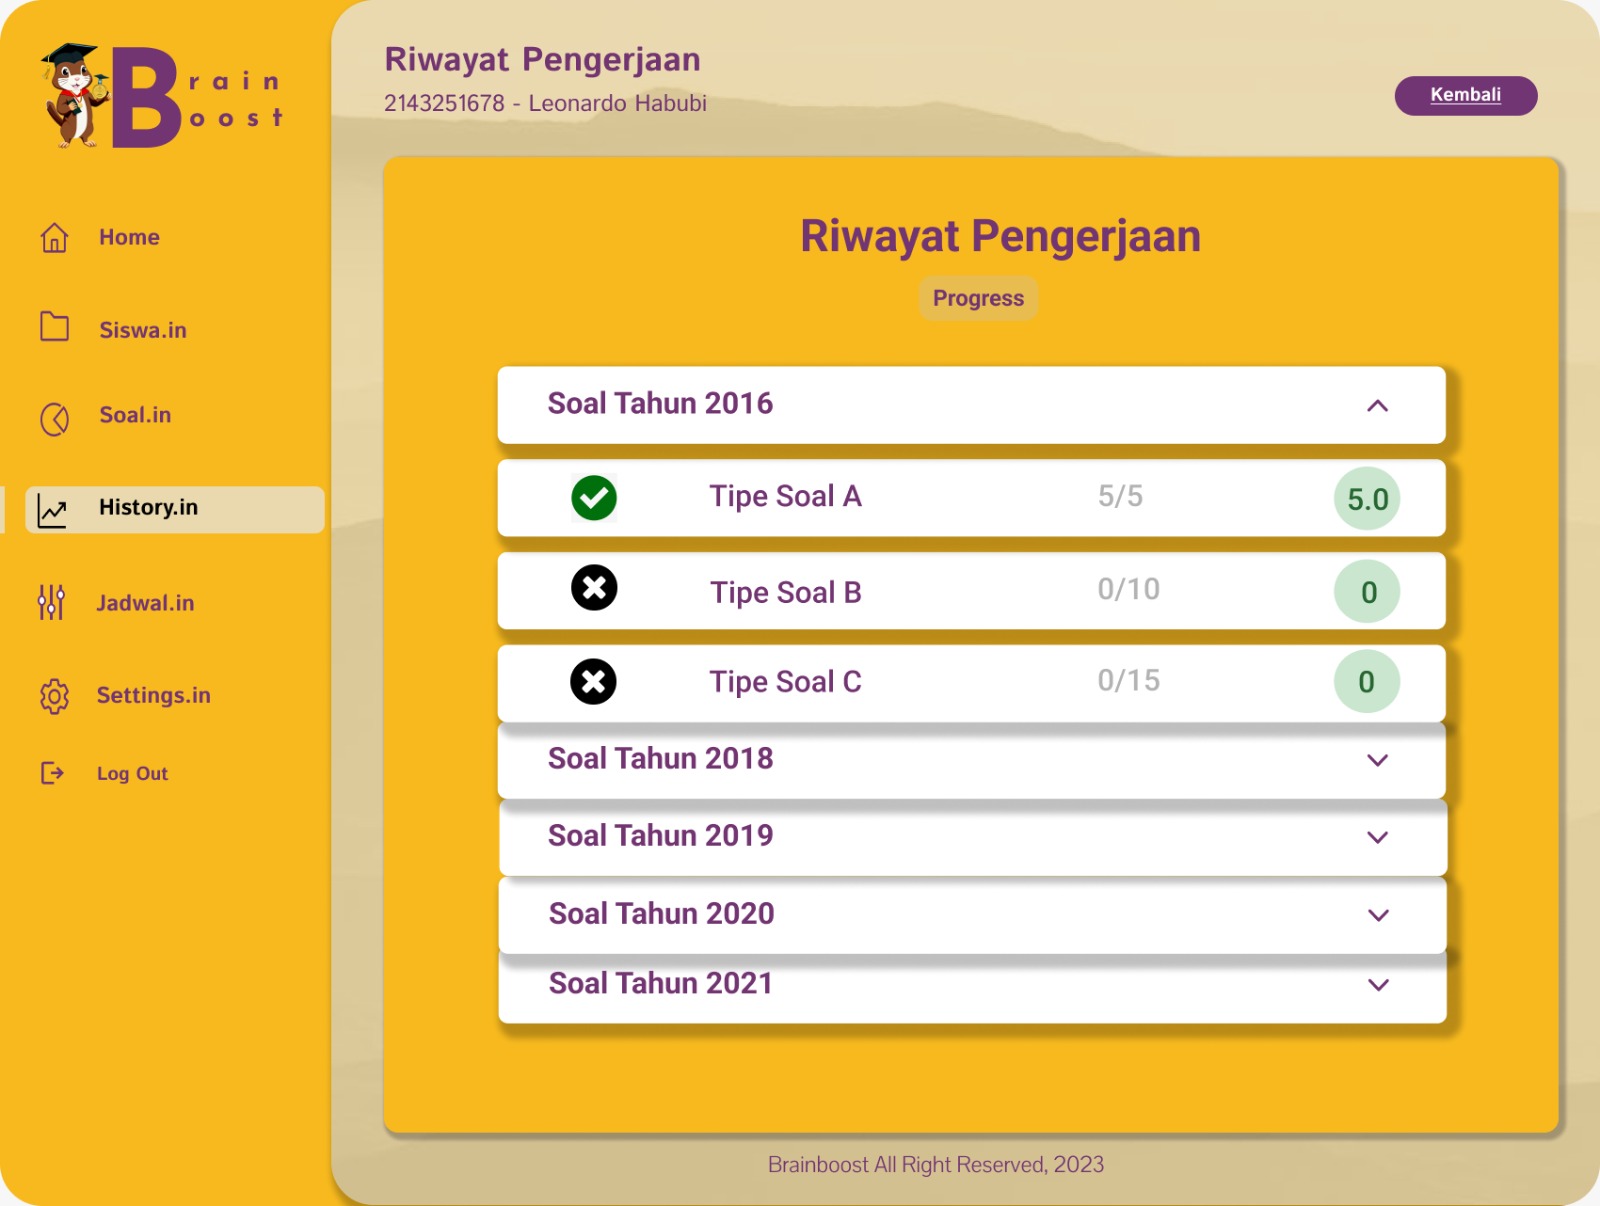 Brain
Boost
Home
Siswa.in
Soal.in
History.in
Jadwal.in
Settings.in
Log Out
Riwayat Pengerjaan
2143251678 - Leonardo Habubi
Kembali
Riwayat Pengerjaan
Progress
Soal Tahun 2016
Tipe Soal A 5/5 5.0
Tipe Soal B 0/10 0
Tipe Soal C 0/15 0
Soal Tahun 2018
Soal Tahun 2019
Soal Tahun 2020
Soal Tahun 2021
Brainboost All Right Reserved, 2023